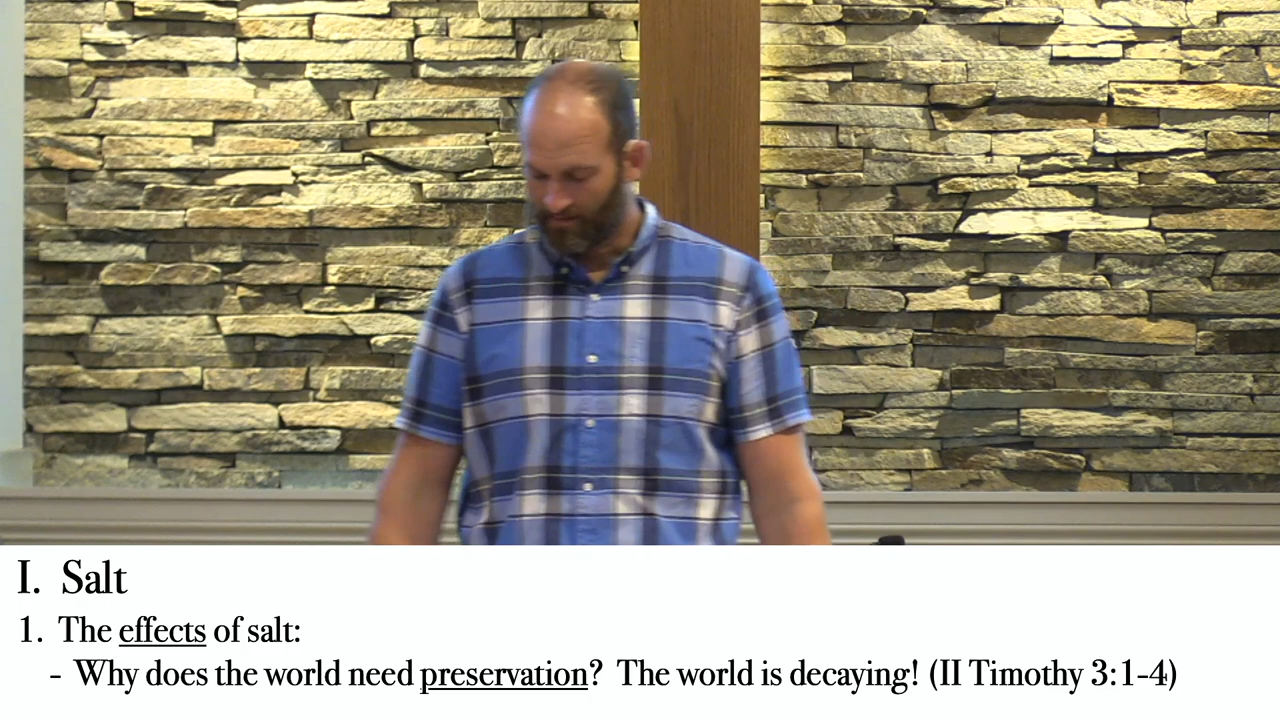 I. Salt
1. The effects of salt:
- Why does the world need preservation? The world is decaying! (II Timothy 3:1-4)